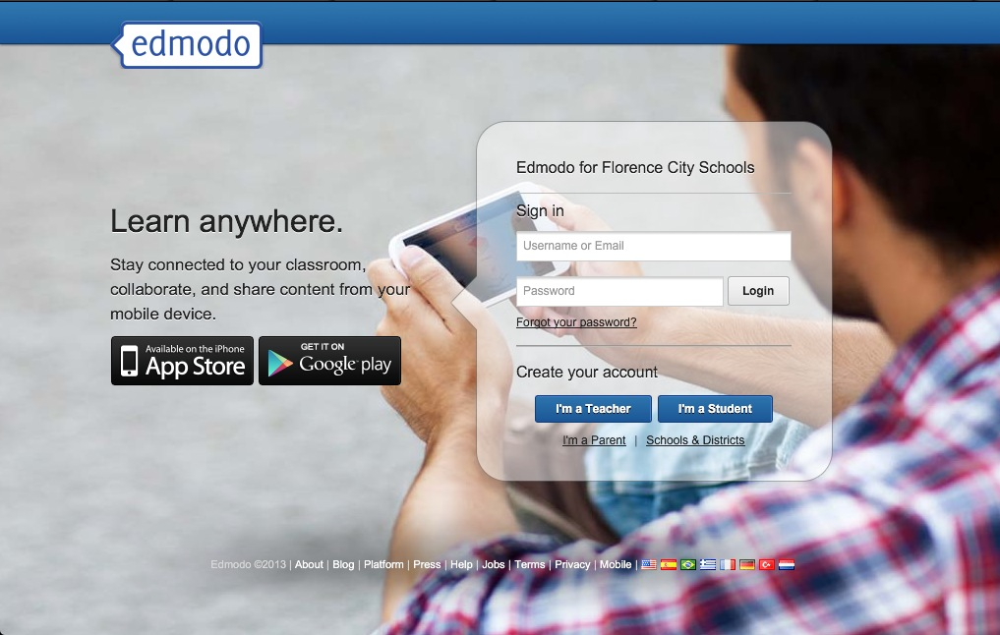 edmodo
Learn anywhere.
Stay connected to your classroom,
collaborate, and share content from your
mobile device.
Available on the iPhone
App Store
GET IT ON
Google play
Edmodo for Florence City Schools
Sign in
Username or Email
Password
Login
Forgot your password?
Create your account
I'm a Teacher
I'm a Student
I'm a Parent | Schools & Districts
Edmodo ©2013 | About | Blog | Platform | Press | Help | Jobs | Terms | Privacy | Mobile |